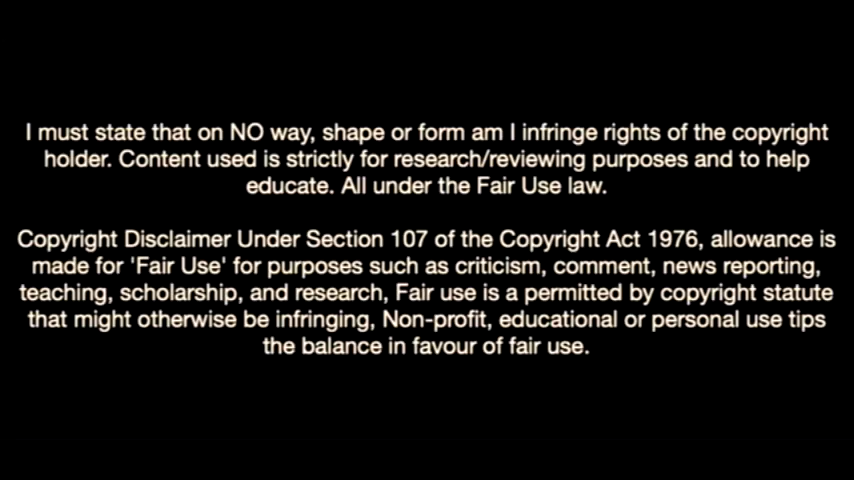 I must state that on NO way, shape or form am I infringe rights of the copyright
holder. Content used is strictly for research/reviewing purposes and to help
educate. All under the Fair Use law.
Copyright Disclaimer Under Section 107 of the Copyright Act 1976, allowance is
made for 'Fair Use' for purposes such as criticism, comment, news reporting,
teaching, scholarship, and research, Fair use is a permitted by copyright statute
that might otherwise be infringing, Non-profit, educational or personal use tips
the balance in favour of fair use.